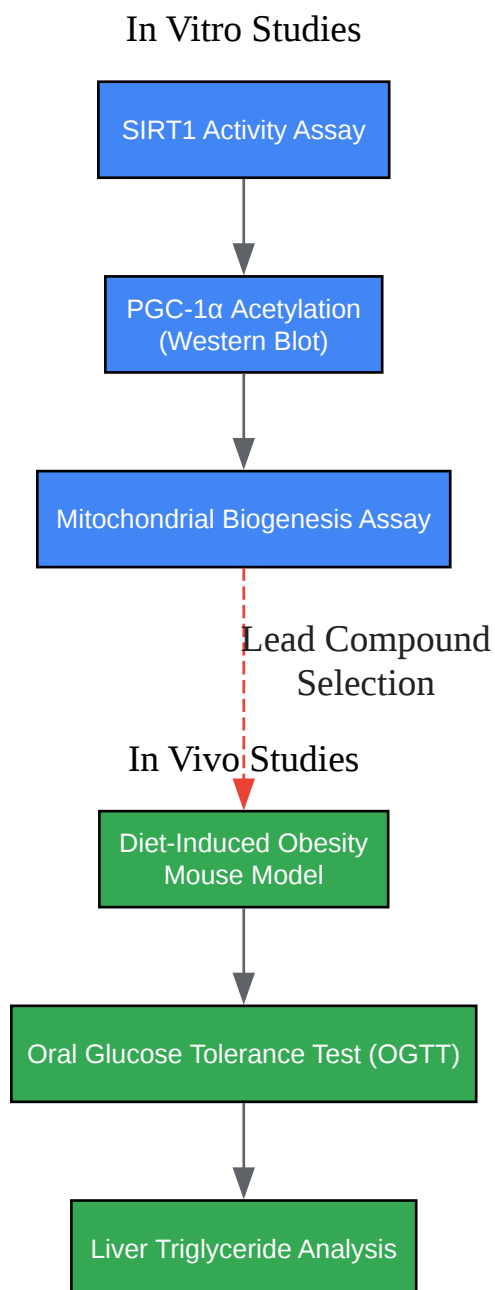 In Vitro Studies
SIRT1 Activity Assay
PGC-1α Acetylation
(Western Blot)
Mitochondrial Biogenesis Assay
Lead Compound
Selection
In Vivo Studies
Diet-Induced Obesity
Mouse Model
Oral Glucose Tolerance Test (OGTT)
Liver Triglyceride Analysis